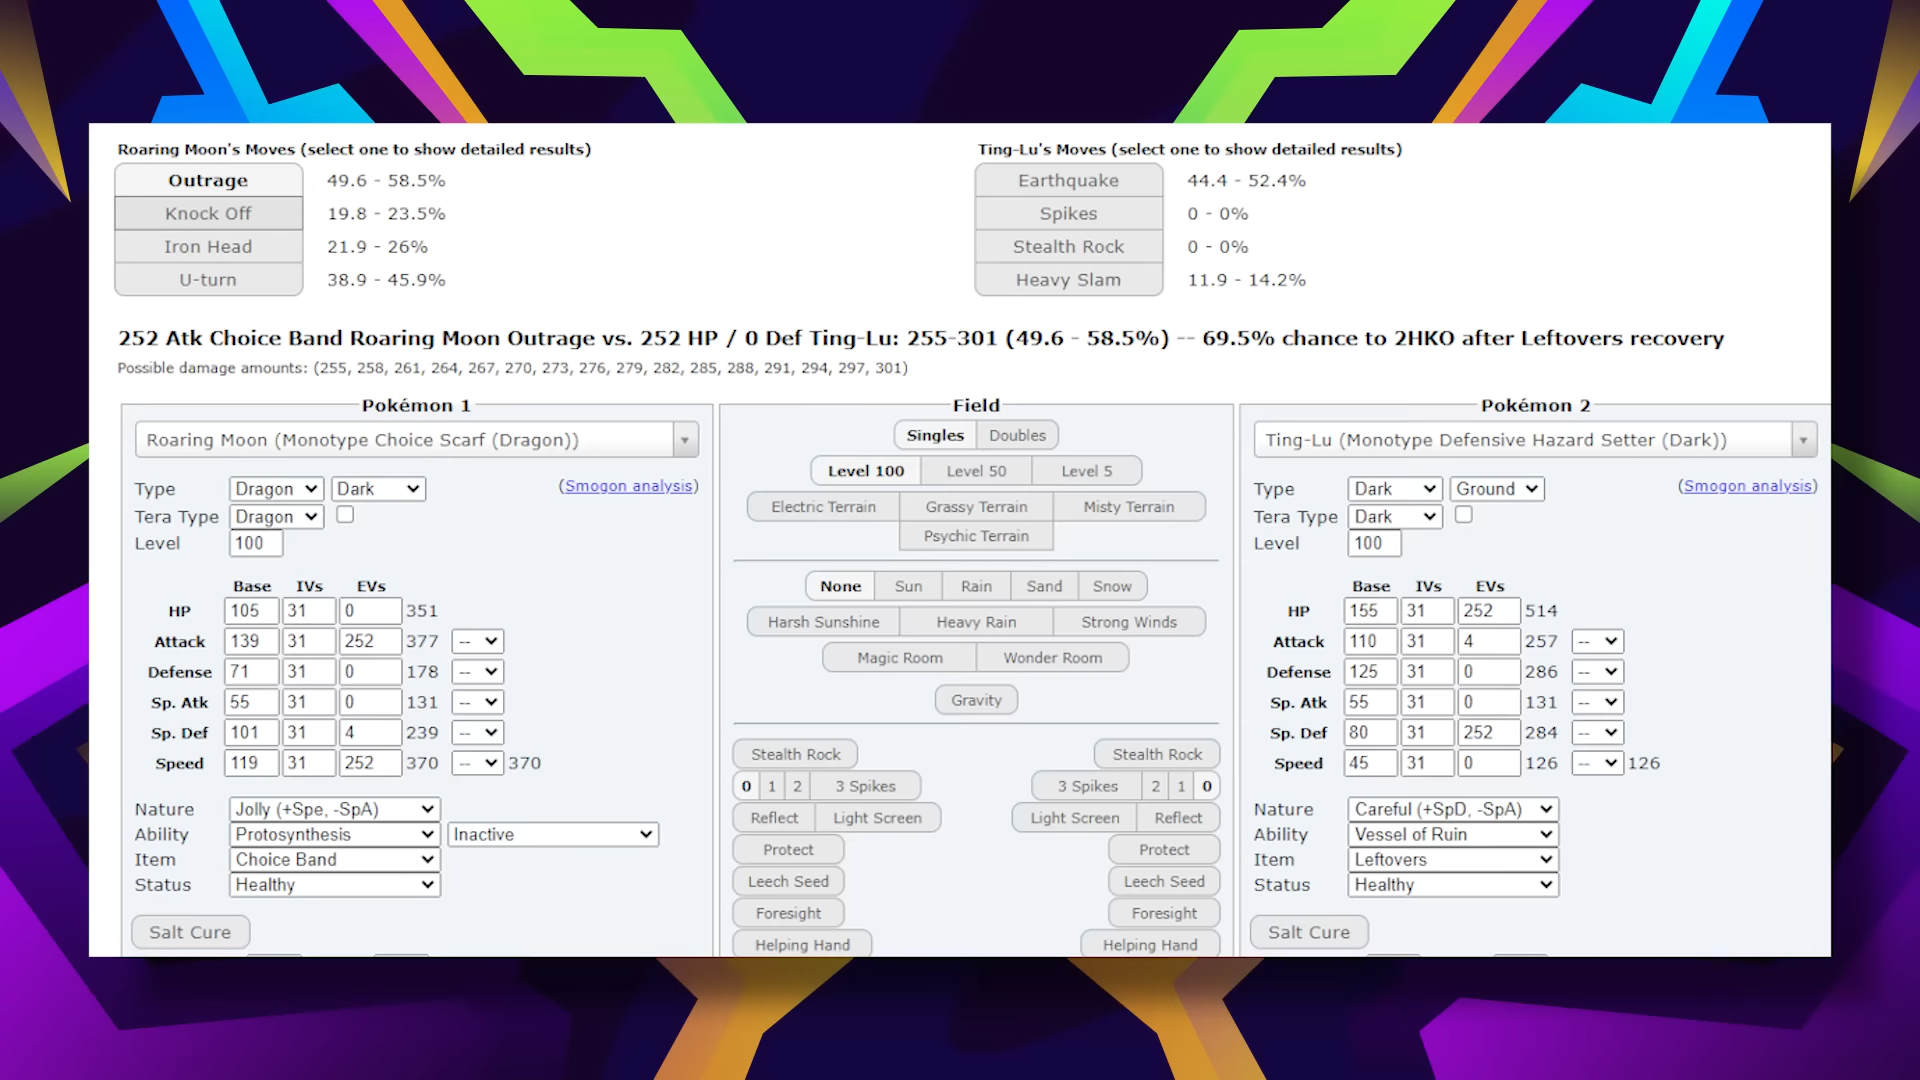 Roaring Moon's Moves (select one to show detailed results)
Outrage 49.6 - 58.5%
Knock Off 19.8 - 23.5%
Iron Head 21.9 - 26%
U-turn 38.9 - 45.9%
Ting-Lu's Moves (select one to show detailed results)
Earthquake 44.4 - 52.4%
Spikes 0 - 0%
Stealth Rock 0 - 0%
Heavy Slam 11.9 - 14.2%
252 Atk Choice Band Roaring Moon Outrage vs. 252 HP / 0 Def Ting-Lu: 255-301 (49.6 - 58.5%) -- 69.5% chance to 2HKO after Leftovers recovery
Possible damage amounts: (255, 258, 261, 264, 267, 270, 273, 276, 279, 282, 285, 288, 291, 294, 297, 301)
Pokémon 1
Roaring Moon (Monotype Choice Scarf (Dragon))
Type Dragon Dark (Smogon analysis)
Tera Type Dragon
Level 100
Base IVs EVs
HP 105 31 0 351
Attack 139 31 252 377 --
Defense 71 31 0 178 --
Sp. Atk 55 31 0 131 --
Sp. Def 101 31 4 239 --
Speed 119 31 252 370 -- 370
Nature Jolly (+Spe, -SpA)
Ability Protosynthesis Inactive
Item Choice Band
Status Healthy
Salt Cure
Field
Singles Doubles
Level 100 Level 50 Level 5
Electric Terrain Grassy Terrain Misty Terrain
Psychic Terrain
None Sun Rain Sand Snow
Harsh Sunshine Heavy Rain Strong Winds
Magic Room Wonder Room
Gravity
Stealth Rock Stealth Rock
0 1 2 3 Spikes 3 Spikes 2 1 0
Reflect Light Screen Light Screen Reflect
Protect Protect
Leech Seed Leech Seed
Foresight Foresight
Helping Hand Helping Hand
Pokémon 2
Ting-Lu (Monotype Defensive Hazard Setter (Dark))
Type Dark Ground (Smogon analysis)
Tera Type Dark
Level 100
Base IVs EVs
HP 155 31 252 514
Attack 110 31 4 257 --
Defense 125 31 0 286 --
Sp. Atk 55 31 0 131 --
Sp. Def 80 31 252 284 --
Speed 45 31 0 126 -- 126
Nature Careful (+SpD, -SpA)
Ability Vessel of Ruin
Item Leftovers
Status Healthy
Salt Cure